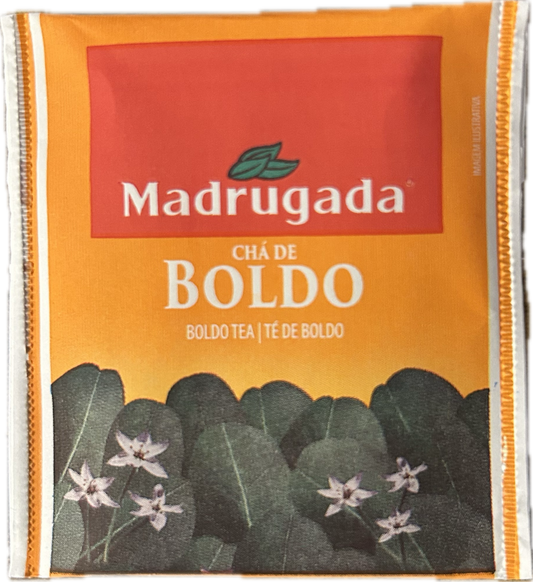 Madrugada
CHÁ DE
BOLDO
BOLDO TEA | TÉ DE BOLDO
IMAGEM ILUSTRATIVA